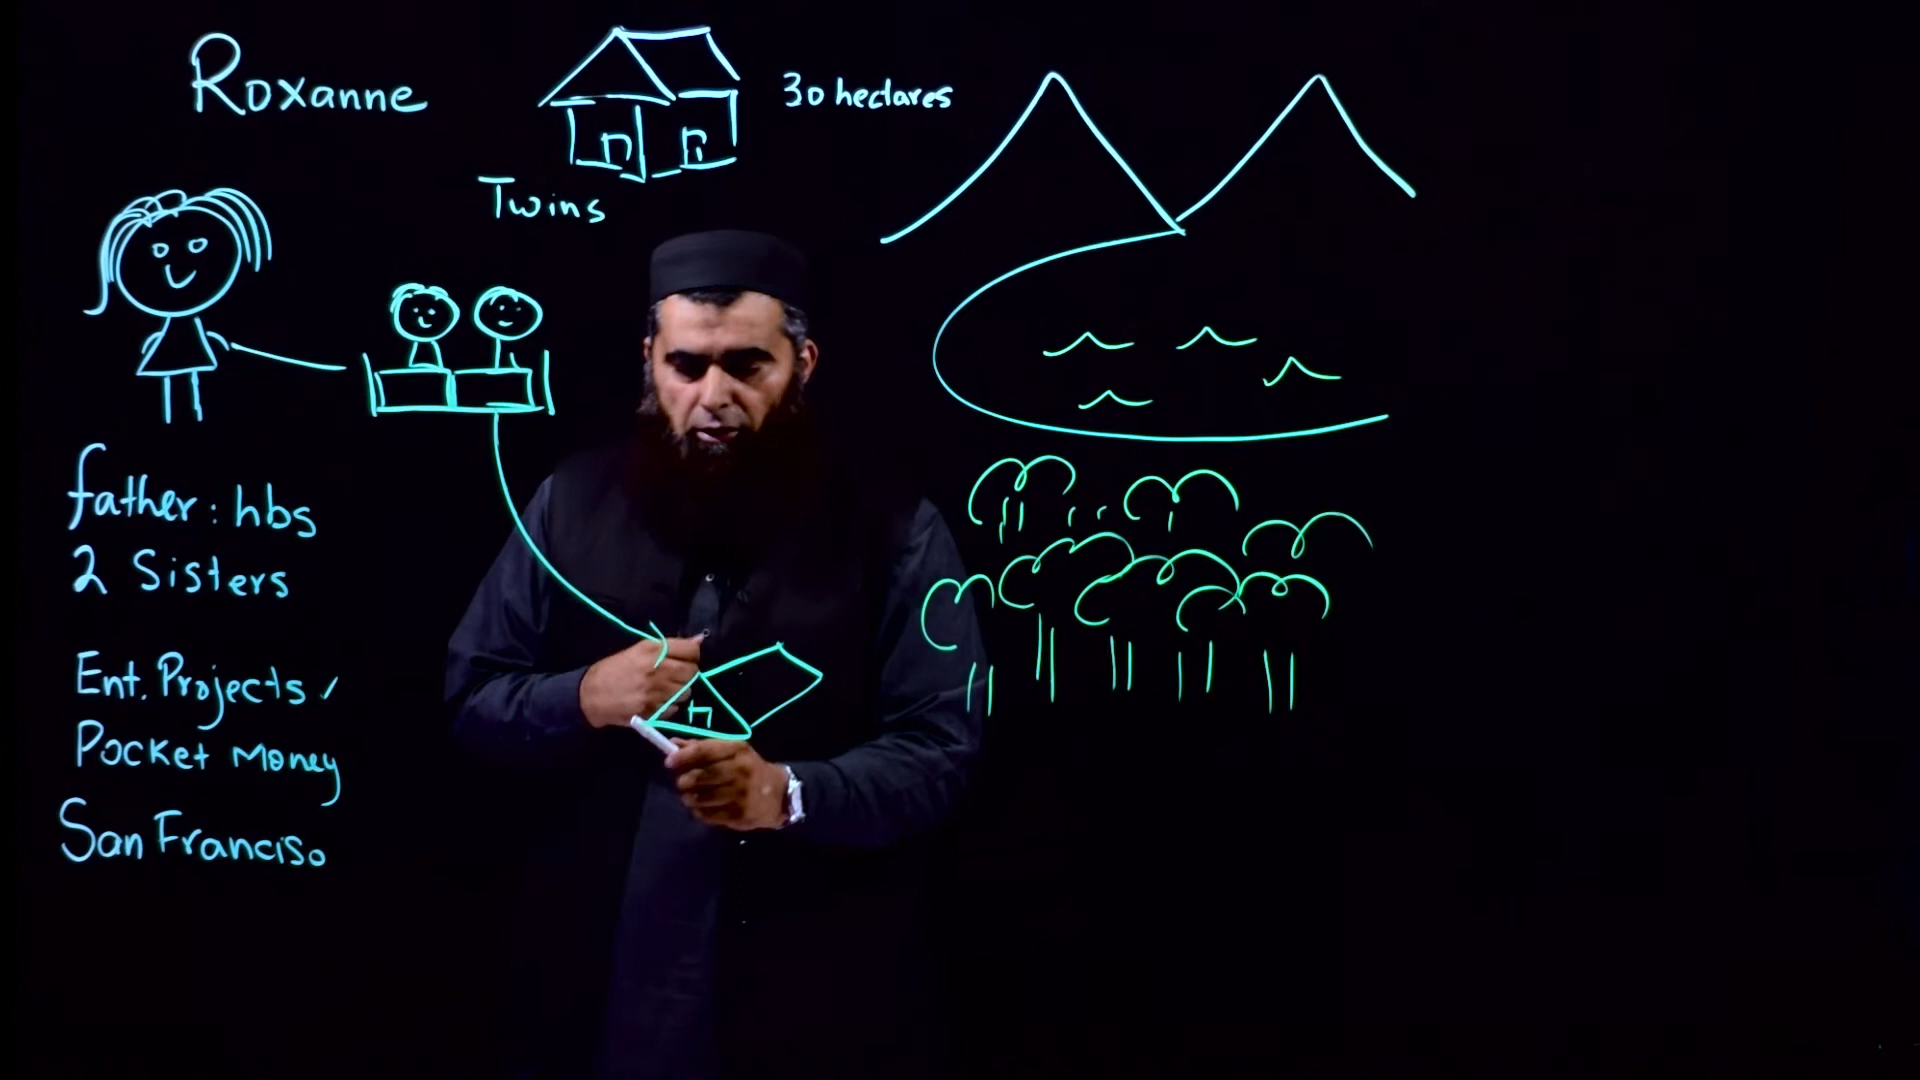 Roxanne
30 hectares
Twins
father: hbs
2 Sisters
Ent. Projects ✓
Pocket Money
San Franciso